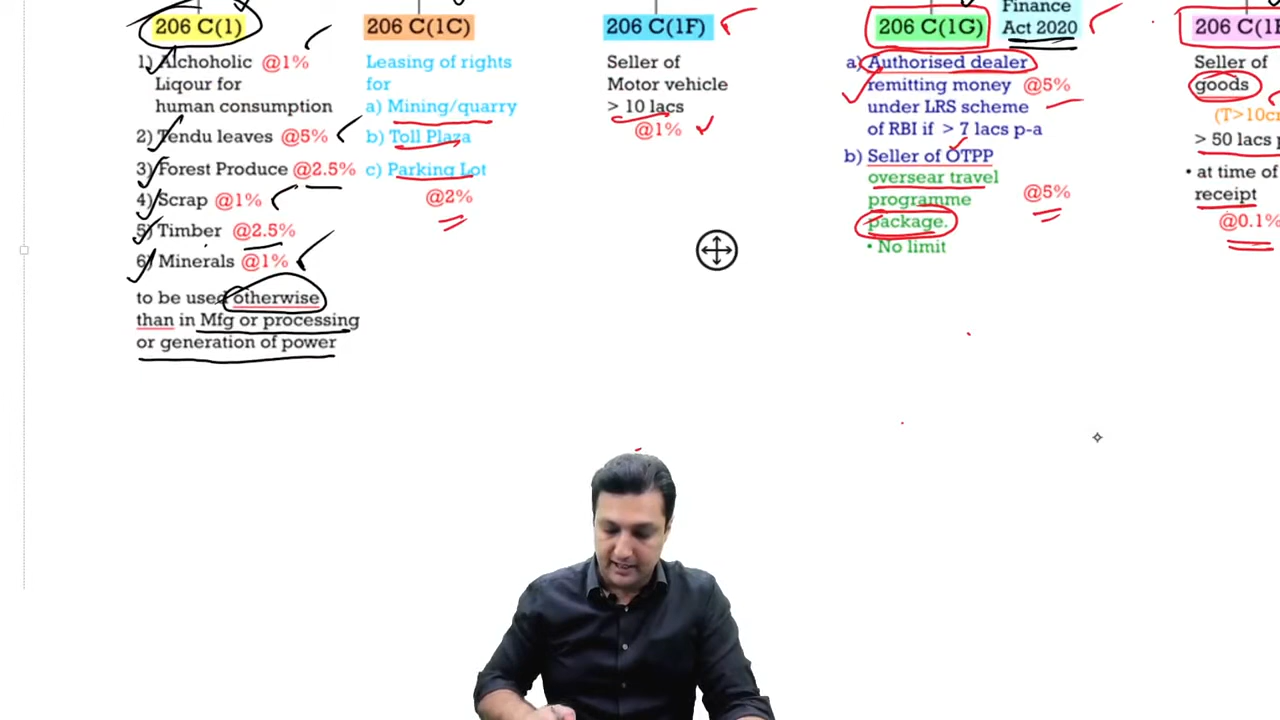 206 C(1)
1) Alchoholic @1%
Liqour for
human consumption
2) Tendu leaves @5%
3) Forest Produce @2.5%
4) Scrap @1%
5) Timber @2.5%
6) Minerals @1%
to be used otherwise
than in Mfg or processing
or generation of power
206 C(1C)
Leasing of rights
for
a) Mining/quarry
b) Toll Plaza
c) Parking Lot
@2%
206 C(1F)
Seller of
Motor vehicle
> 10 lacs
@1%
206 C(1G)
Finance
Act 2020
a) Authorised dealer
remitting money @5%
under LRS scheme
of RBI if > 7 lacs p-a
b) Seller of OTPP
oversear travel
programme @5%
package.
• No limit
206 C(1
Seller of
goods
(T>10cr
> 50 lacs p
• at time of
receipt
@0.1%